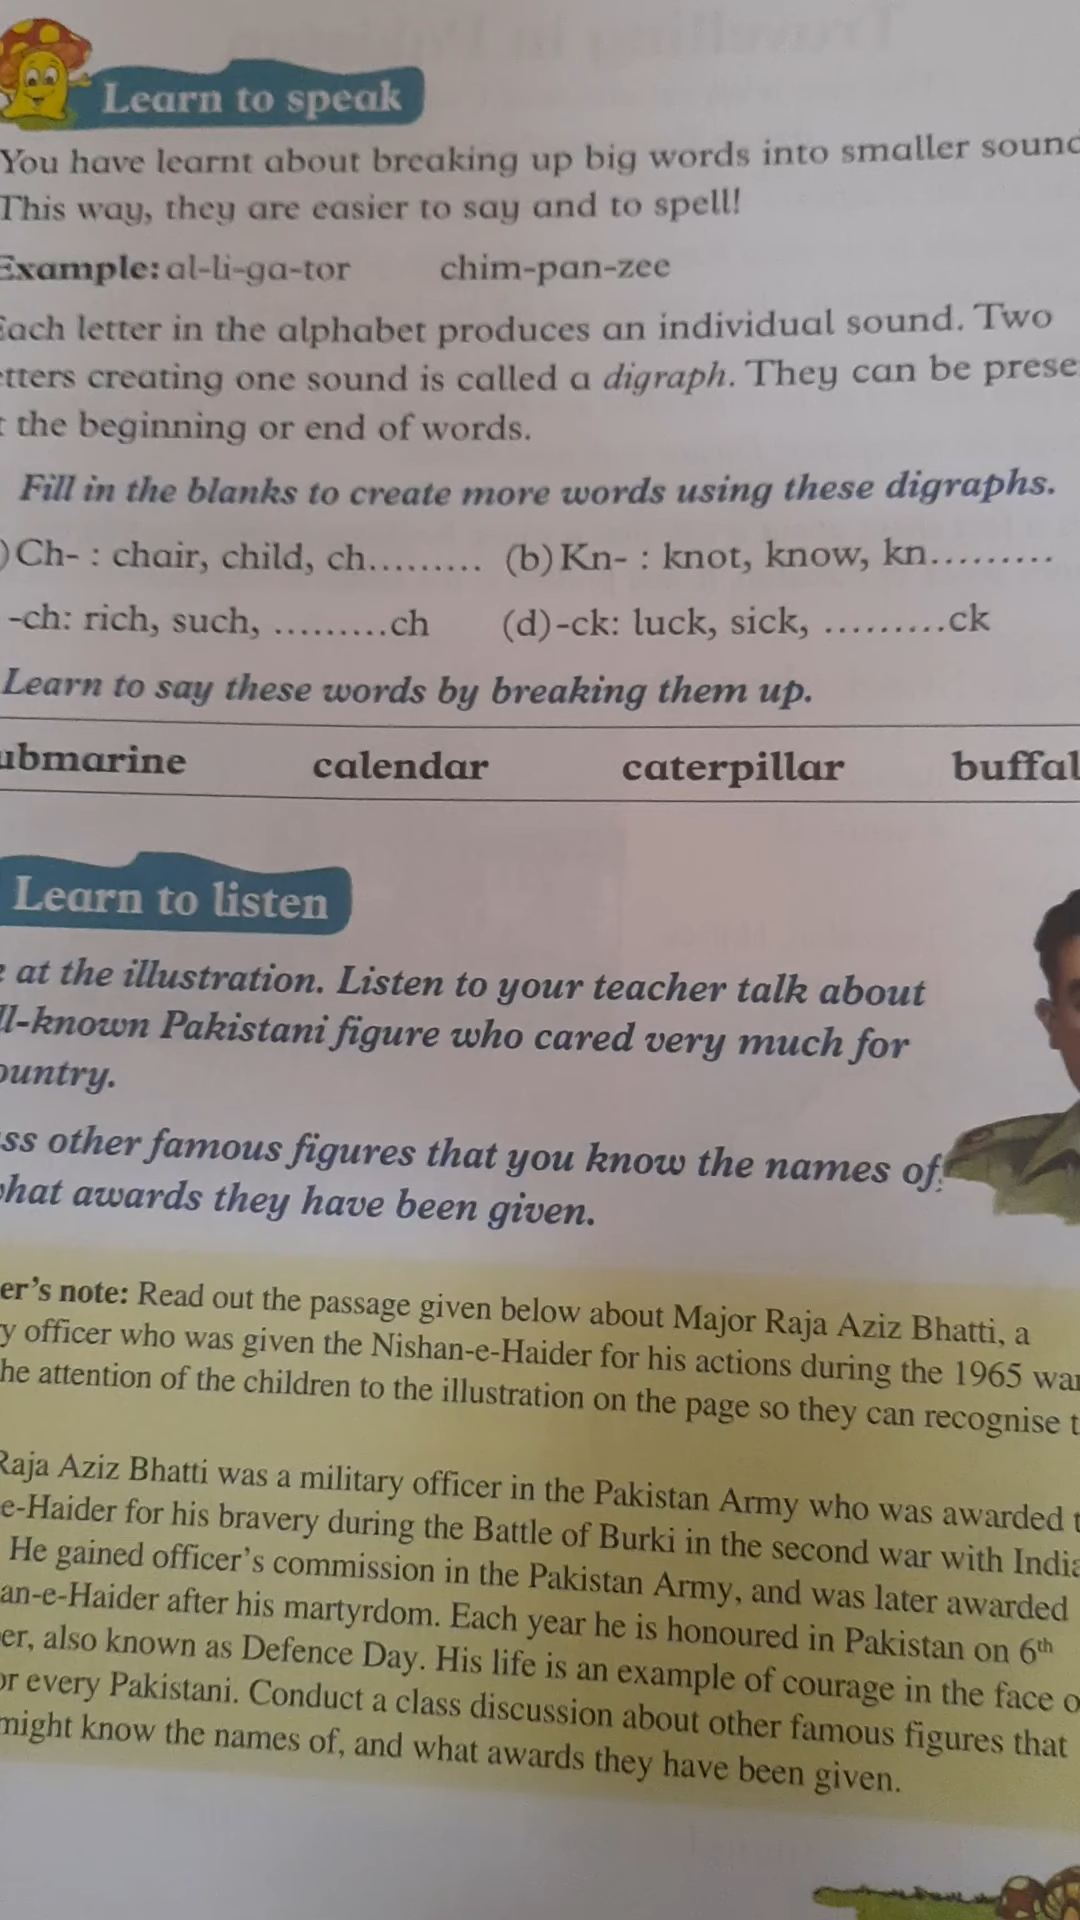 Learn to speak
You have learnt about breaking up big words into smaller
This way, they are easier to say and to spell!
Example: al-li-ga-tor chim-pan-zee
Each letter in the alphabet produces an individual sound. Two
etters creating one sound is called a digraph. They can be prese
the beginning or end of words.
Fill in the blanks to create more words using these digraphs.
) Ch- : chair, child, ch......... (b) Kn- : knot, know, kn.........
-ch: rich, such, .........ch (d) -ck: luck, sick, .........ck
Learn to say these words by breaking them up.
ubmarine calendar caterpillar buffal
Learn to listen
at the illustration. Listen to your teacher talk about
ll-known Pakistani figure who cared very much for
ountry.
ss other famous figures that you know the names of,
what awards they have been given.
er's note: Read out the passage given below about Major Raja Aziz Bhatti, a
y officer who was given the Nishan-e-Haider for his actions during the 1965 war
he attention of the children to the illustration on the page so they can recognise t
Raja Aziz Bhatti was a military officer in the Pakistan Army who was awarded t
e-Haider for his bravery during the Battle of Burki in the second war with India
He gained officer's commission in the Pakistan Army, and was later awarded
an-e-Haider after his martyrdom. Each year he is honoured in Pakistan on 6th
er, also known as Defence Day. His life is an example of courage in the face o
or every Pakistani. Conduct a class discussion about other famous figures that
might know the names of, and what awards they have been given.